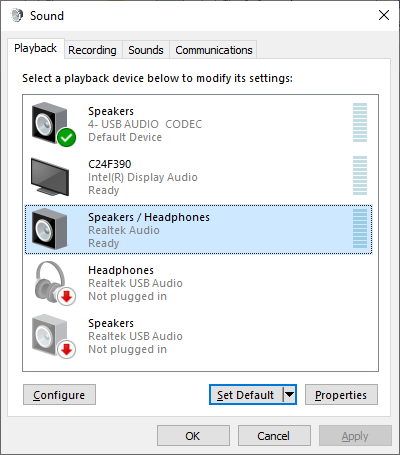 Sound
Playback Recording Sounds Communications
Select a playback device below to modify its settings:
Speakers
4- USB AUDIO  CODEC
Default Device
C24F390
Intel(R) Display Audio
Ready
Speakers / Headphones
Realtek Audio
Ready
Headphones
Realtek USB Audio
Not plugged in
Speakers
Realtek USB Audio
Not plugged in
Configure Set Default Properties
OK Cancel Apply